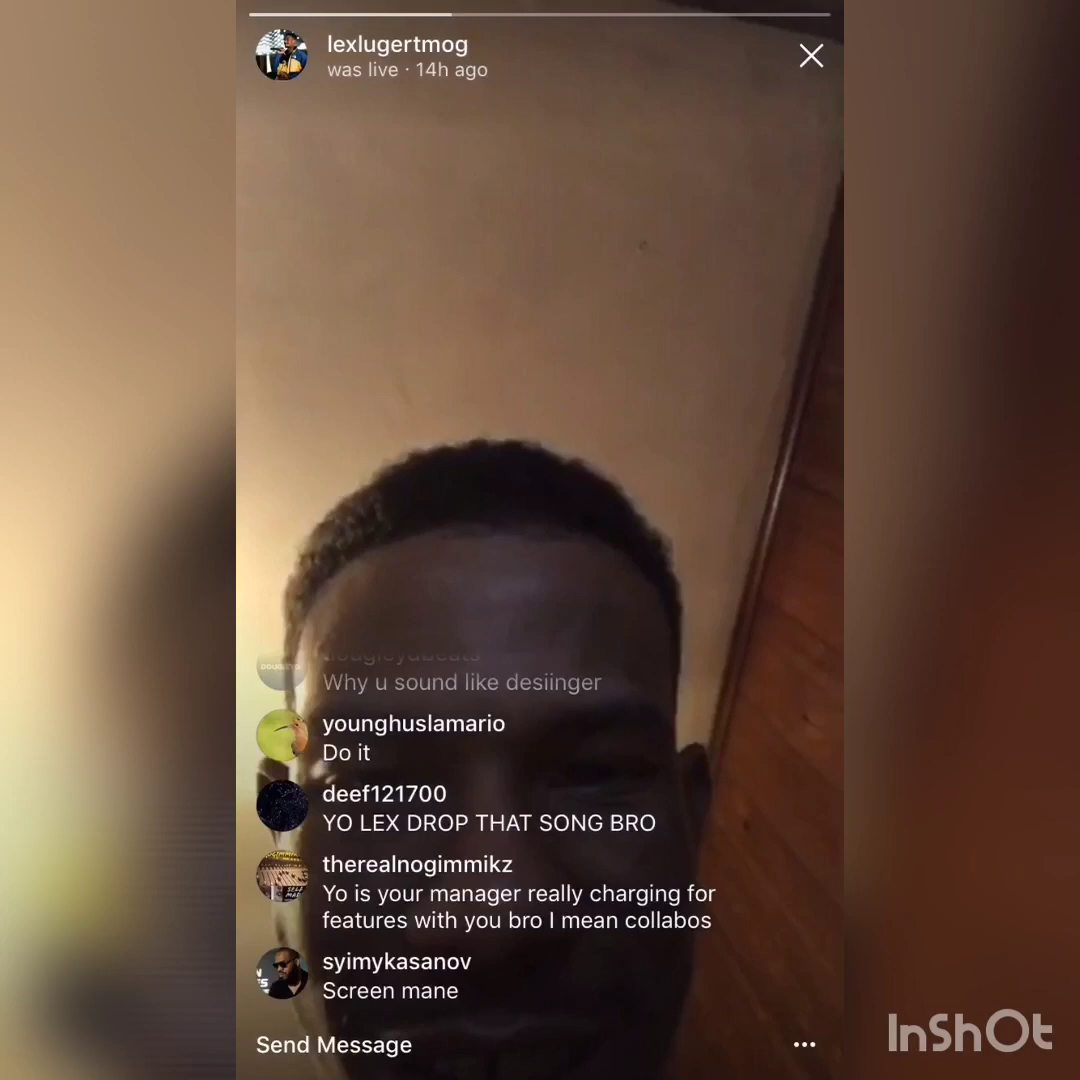 lexlugertmog
was live · 14h ago
Why u sound like desiinger
younghuslamario
Do it
deef121700
YO LEX DROP THAT SONG BRO
therealnogimmikz
Yo is your manager really charging for
features with you bro I mean collabos
syimykasanov
Screen mane
Send Message
InShOt